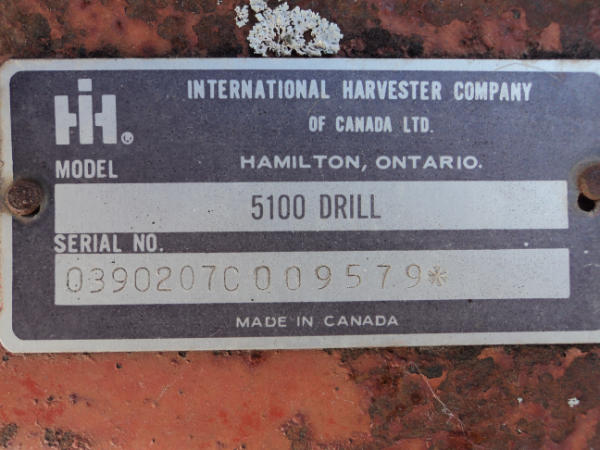 IH®
INTERNATIONAL HARVESTER COMPANY
OF CANADA LTD.
HAMILTON, ONTARIO.
MODEL
5100 DRILL
SERIAL NO.
0390207C009579*
MADE IN CANADA